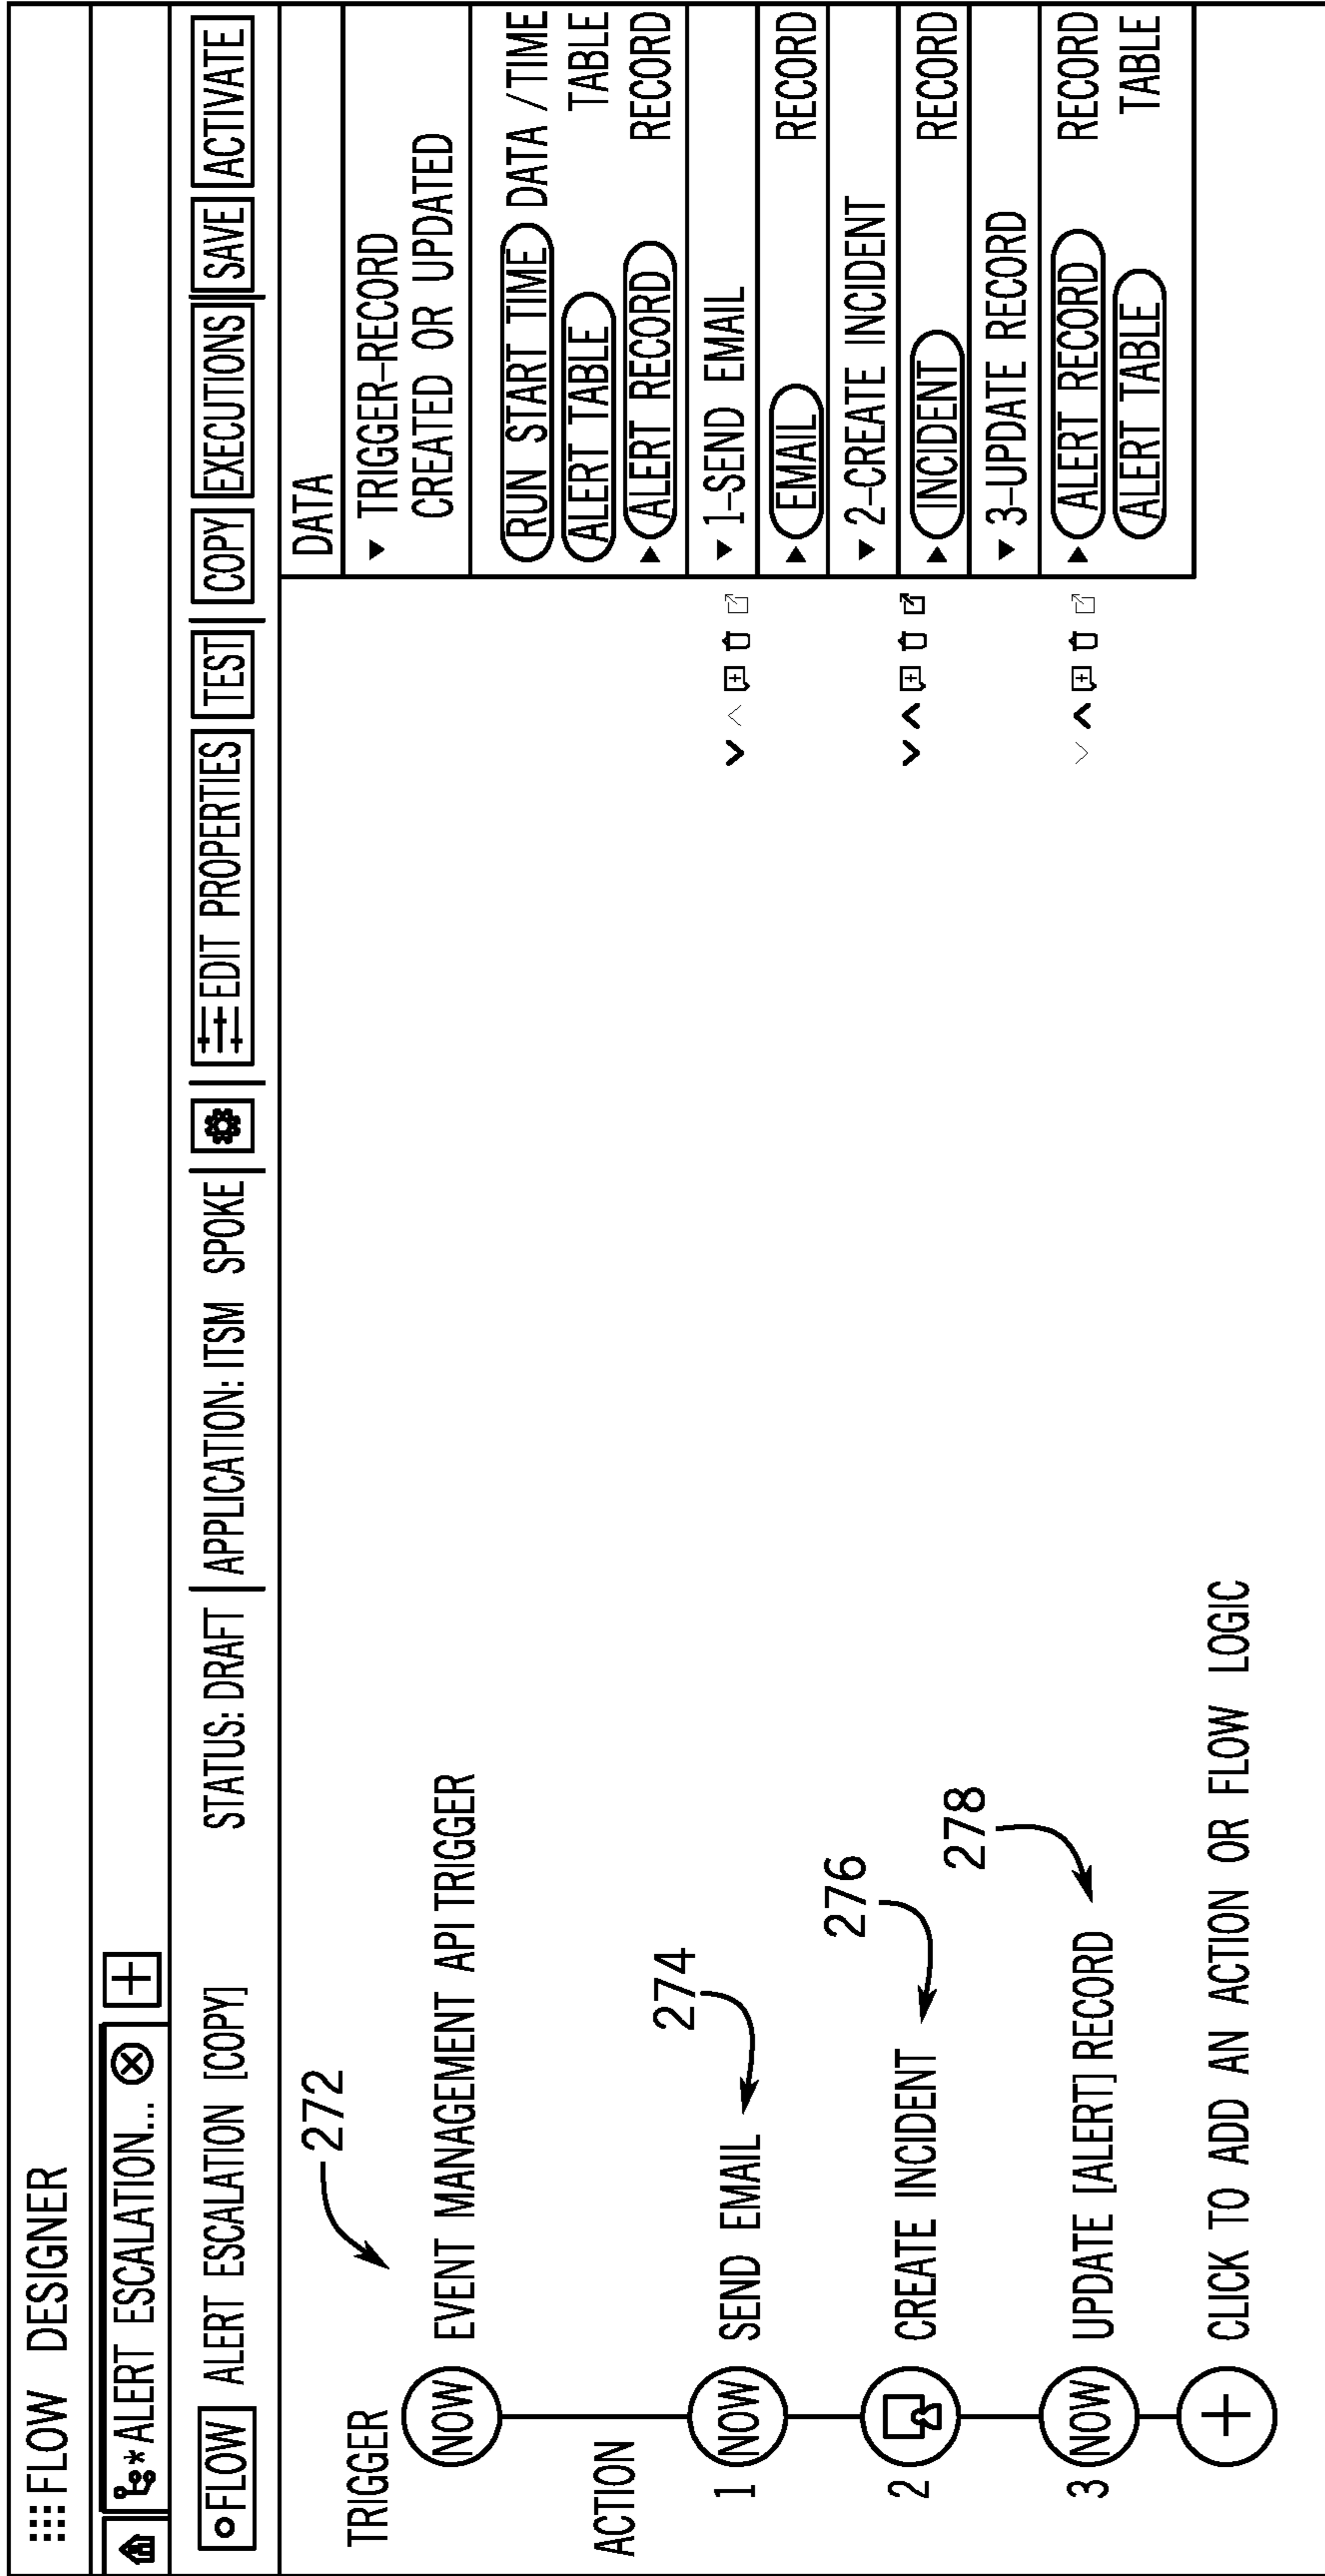 FLOW DESIGNER
*ALERT ESCALATION...
FLOW ALERT ESCALATION [COPY] STATUS: DRAFT APPLICATION: ITSM SPOKE EDIT PROPERTIES TEST COPY EXECUTIONS SAVE ACTIVATE
TRIGGER
272
NOW EVENT MANAGEMENT API TRIGGER
ACTION
274
1 NOW SEND EMAIL
276
2 CREATE INCIDENT
278
3 NOW UPDATE [ALERT] RECORD
+ CLICK TO ADD AN ACTION OR FLOW LOGIC
DATA
TRIGGER-RECORD
CREATED OR UPDATED
RUN START TIME DATA /TIME
ALERT TABLE TABLE
ALERT RECORD RECORD
1-SEND EMAIL
EMAIL RECORD
2-CREATE INCIDENT
INCIDENT RECORD
3-UPDATE RECORD
ALERT RECORD RECORD
ALERT TABLE TABLE